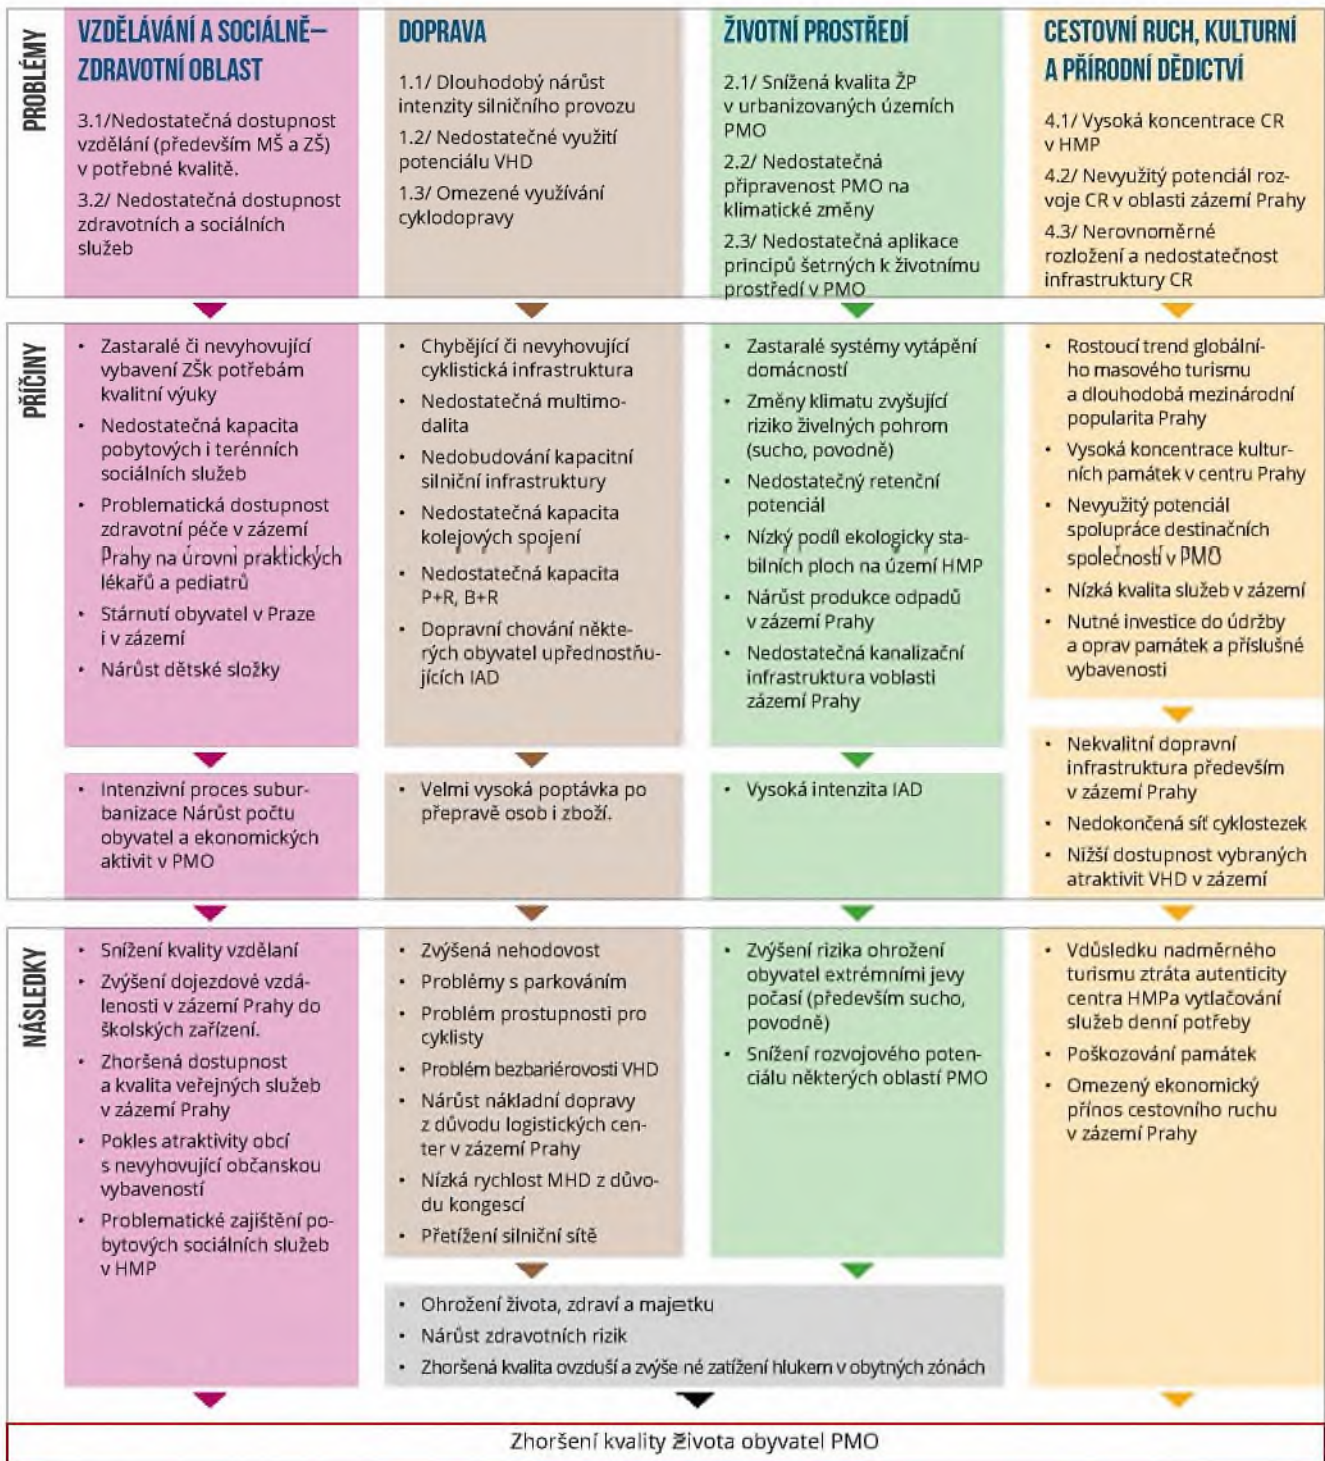 PROBLÉMY
VZDĚLÁVÁNÍ A SOCIÁLNĚ–
ZDRAVOTNÍ OBLAST
3.1/Nedostatečná dostupnost
vzdělání (především MŠ a ZŠ)
v potřebné kvalitě.
3.2/ Nedostatečná dostupnost
zdravotních a sociálních
služeb
DOPRAVA
1.1/ Dlouhodobý nárůst
intenzity silničního provozu
1.2/ Nedostatečné využití
potenciálu VHD
1.3/ Omezené využívání
cyklodopravy
ŽIVOTNÍ PROSTŘEDÍ
2.1/ Snížená kvalita ŽP
v urbanizovaných územích
PMO
2.2/ Nedostatečná
připravenost PMO na
klimatické změny
2.3/ Nedostatečná aplikace
principů šetrných k životnímu
prostředí v PMO
CESTOVNÍ RUCH, KULTURNÍ
A PŘÍRODNÍ DĚDICTVÍ
4.1/ Vysoká koncentrace CR
v HMP
4.2/ Nevyužitý potenciál roz-
voje CR v oblasti zázemí Prahy
4.3/ Nerovnoměrné
rozložení a nedostatečnost
infrastruktury CR
PŘÍČINY
• Zastaralé či nevyhovující
vybavení ZŠk potřebám
kvalitní výuky
• Nedostatečná kapacita
pobytových i terénních
sociálních služeb
• Problematická dostupnost
zdravotní péče v zázemí
Prahy na úrovni praktických
lékařů a pediatrů
• Stárnutí obyvatel v Praze
i v zázemí
• Nárůst dětské složky
• Intenzivní proces subur-
banizace Nárůst počtu
obyvatel a ekonomických
aktivit v PMO
• Chybějící či nevyhovující
cyklistická infrastruktura
• Nedostatečná multimo-
dalita
• Nedobudování kapacitní
silniční infrastruktury
• Nedostatečná kapacita
kolejových spojení
• Nedostatečná kapacita
P+R, B+R
• Dopravní chování někte-
rých obyvatel upřednostňu-
jících IAD
• Velmi vysoká poptávka po
přepravě osob i zboží.
• Zastaralé systémy vytápění
domácností
• Změny klimatu zvyšující
riziko živelných pohrom
(sucho, povodně)
• Nedostatečný retenční
potenciál
• Nízký podíl ekologicky sta-
bilních ploch na území HMP
• Nárůst produkce odpadů
v zázemí Prahy
• Nedostatečná kanalizační
infrastruktura voblasti
zázemí Prahy
• Vysoká intenzita IAD
• Rostoucí trend globální-
ho masového turismu
a dlouhodobá mezinárodní
popularita Prahy
• Vysoká koncentrace kultur-
ních památek v centru Prahy
• Nevyužitý potenciál
spolupráce destinačních
společností v PMO
• Nízká kvalita služeb v zázemí
• Nutné investice do údržby
a oprav památek a příslušné
vybavenosti
• Nekvalitní dopravní
infrastruktura především
v zázemí Prahy
• Nedokončená síť cyklostezek
• Nižší dostupnost vybraných
atraktivit VHD v zázemí
NÁSLEDKY
• Snížení kvality vzdělaní
• Zvýšení dojezdové vzdá-
lenosti v zázemí Prahy do
školských zařízení.
• Zhoršená dostupnost
a kvalita veřejných služeb
v zázemí Prahy
• Pokles atraktivity obcí
s nevyhovující občanskou
vybaveností
• Problematické zajištění po-
bytových sociálních služeb
v HMP
• Zvýšená nehodovost
• Problémy s parkováním
• Problém prostupnosti pro
cyklisty
• Problém bezbariérovosti VHD
• Nárůst nákladní dopravy
z důvodu logistických cen-
ter v zázemí Prahy
• Nízká rychlost MHD z důvo-
du kongescí
• Přetížení silniční sítě
• Zvýšení rizika ohrožení
obyvatel extrémními jevy
počasí (především sucho,
povodně)
• Snížení rozvojového poten-
ciálu některých oblastí PMO
• Ohrožení života, zdraví a majetku
• Nárůst zdravotních rizik
• Zhoršená kvalita ovzduší a zvýše né zatížení hlukem v obytných zónách
• Vdůsledku nadměrného
turismu ztráta autenticity
centra HMPa vytlačování
služeb denní potřeby
• Poškozování památek
• Omezený ekonomický
přínos cestovního ruchu
v zázemí Prahy
Zhoršení kvality života obyvatel PMO